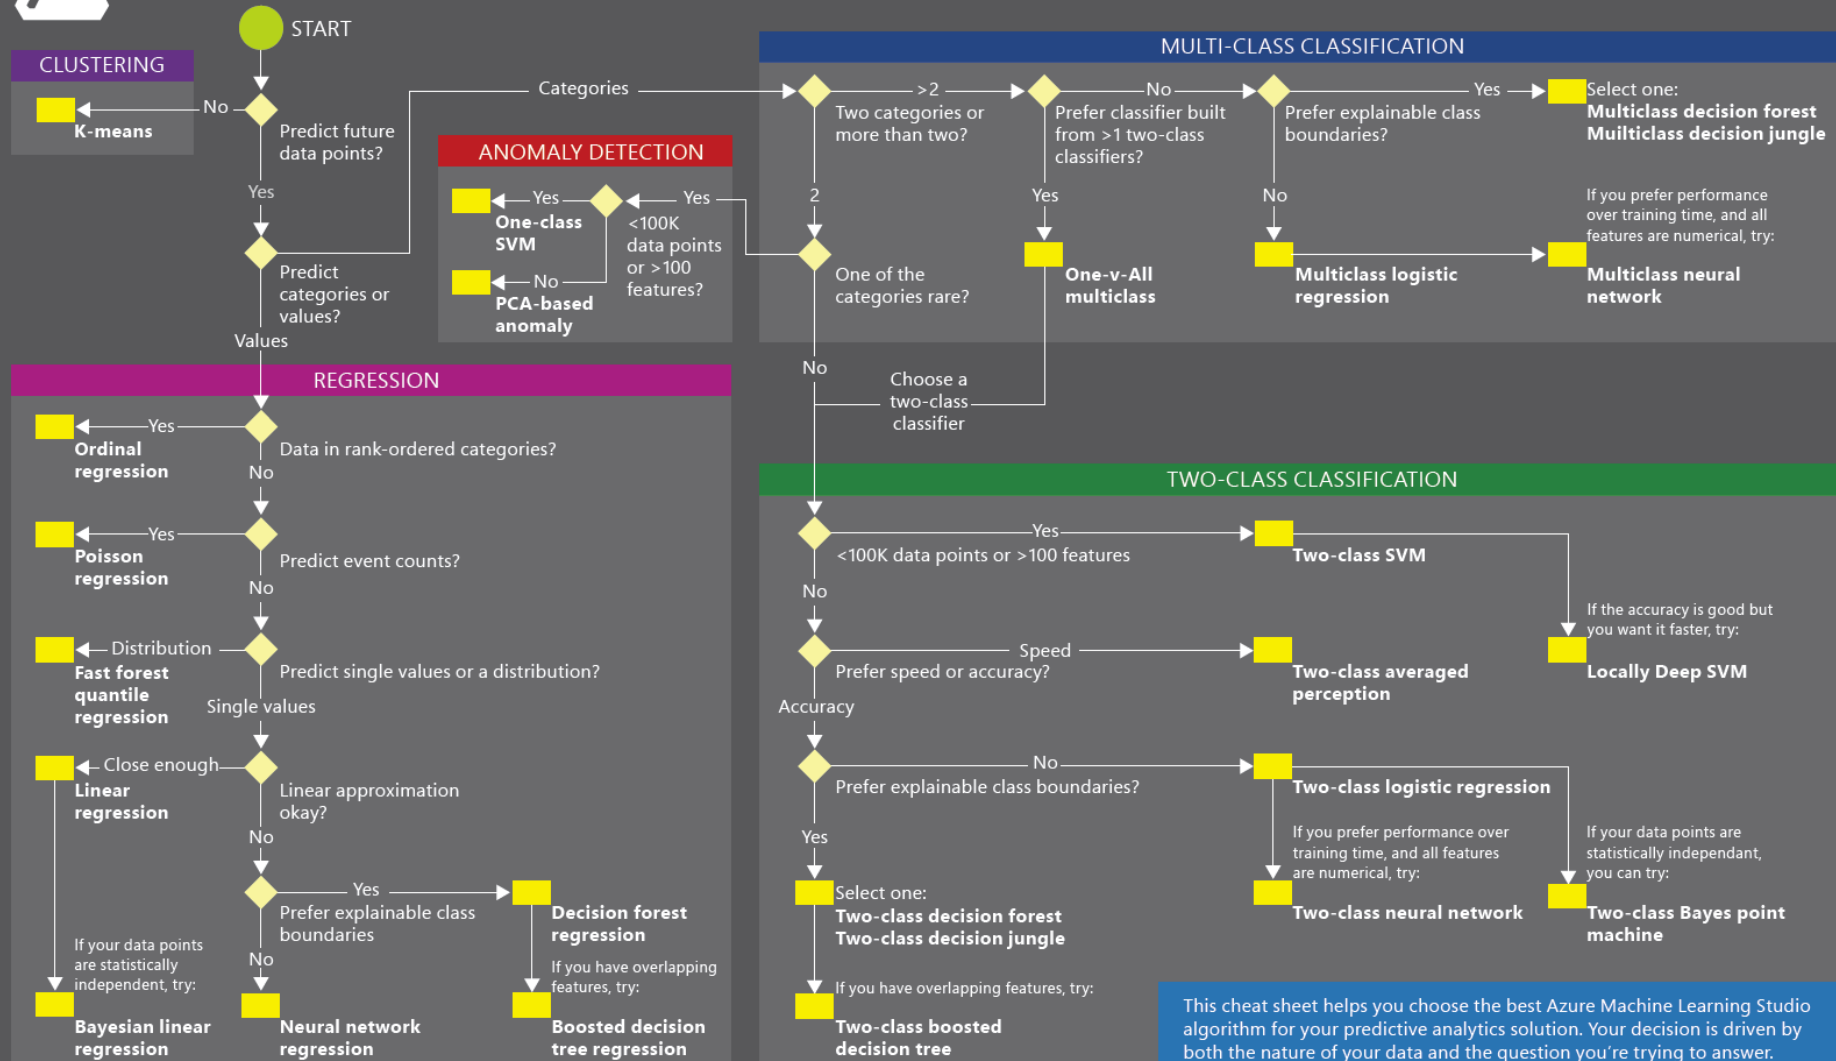 START
CLUSTERING
No
K-means
Predict future
data points?
Yes
Predict
categories or
values?
Values
Categories
ANOMALY DETECTION
Yes
One-class
SVM
<100K
data points
or >100
features?
Yes
No
PCA-based
anomaly
MULTI-CLASS CLASSIFICATION
Two categories or
more than two?
>2
Prefer classifier built
from >1 two-class
classifiers?
No
Prefer explainable class
boundaries?
Yes
Select one:
Multiclass decision forest
Muilticlass decision jungle
2
Yes
No
If you prefer performance
over training time, and all
features are numerical, try:
One of the
categories rare?
One-v-All
multiclass
Multiclass logistic
regression
Multiclass neural
network
No
Choose a
two-class
classifier
REGRESSION
Yes
Ordinal
regression
Data in rank-ordered categories?
No
Yes
Poisson
regression
Predict event counts?
No
Distribution
Fast forest
quantile
regression
Predict single values or a distribution?
Single values
Close enough
Linear
regression
Linear approximation
okay?
No
Yes
Prefer explainable class
boundaries
Decision forest
regression
No
If your data points
are statistically
independent, try:
If you have overlapping
features, try:
Bayesian linear
regression
Neural network
regression
Boosted decision
tree regression
TWO-CLASS CLASSIFICATION
Yes
<100K data points or >100 features
Two-class SVM
No
If the accuracy is good but
you want it faster, try:
Locally Deep SVM
Speed
Prefer speed or accuracy?
Two-class averaged
perception
Accuracy
No
Prefer explainable class boundaries?
Two-class logistic regression
Yes
If you prefer performance over
training time, and all features
are numerical, try:
If your data points are
statistically independant,
you can try:
Select one:
Two-class decision forest
Two-class decision jungle
Two-class neural network
Two-class Bayes point
machine
If you have overlapping features, try:
Two-class boosted
decision tree
This cheat sheet helps you choose the best Azure Machine Learning Studio
algorithm for your predictive analytics solution. Your decision is driven by
both the nature of your data and the question you're trying to answer.